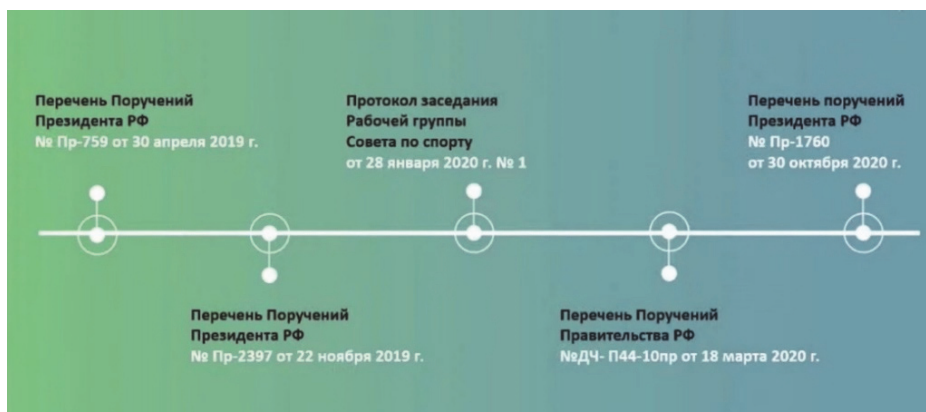 Перечень Поручений
Президента РФ
№ Пр-759 от 30 апреля 2019 г.
Протокол заседания
Рабочей группы
Совета по спорту
от 28 января 2020 г. № 1
Перечень поручений
Президента РФ
№ Пр-1760
от 30 октября 2020 г.
Перечень Поручений
Президента РФ
№ Пр-2397 от 22 ноября 2019 г.
Перечень Поручений
Правительства РФ
№ДЧ- П44-10пр от 18 марта 2020 г.